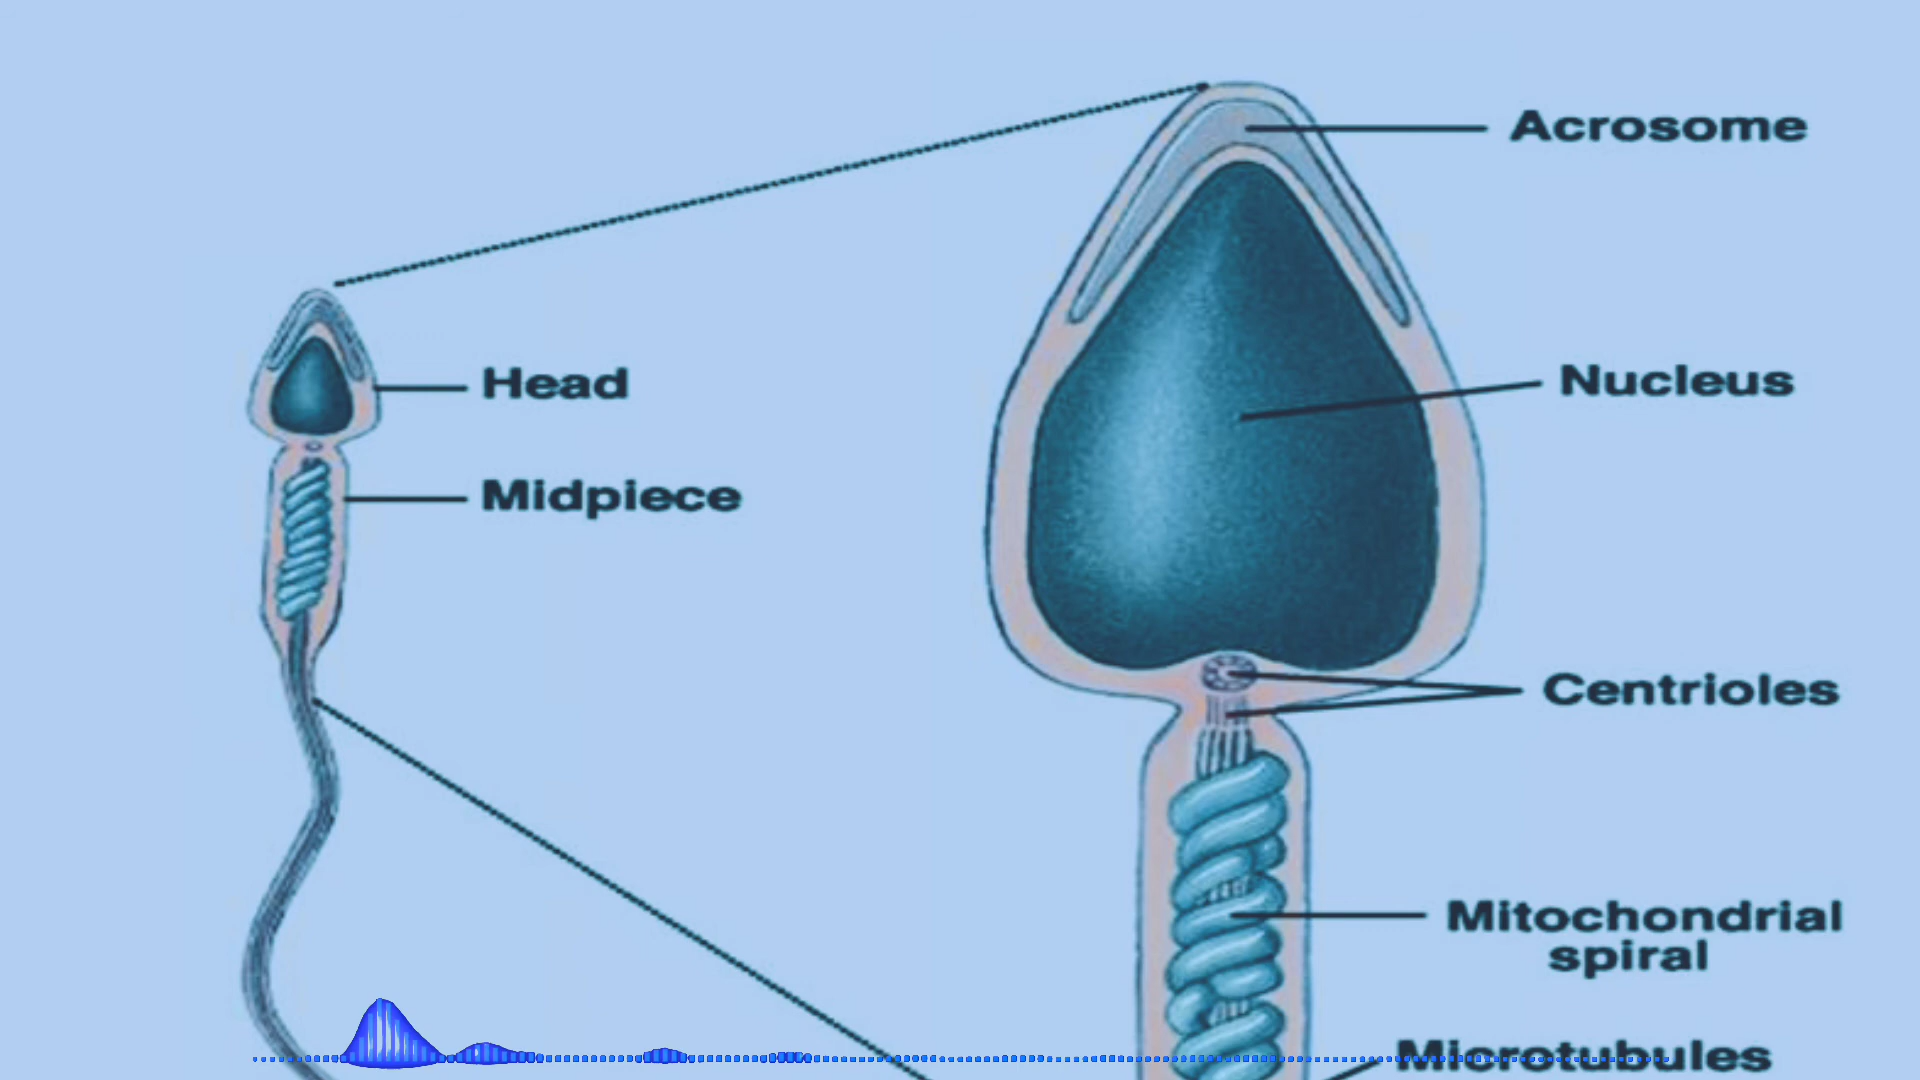 Acrosome
Head
Nucleus
Midpiece
Centrioles
Mitochondrial
spiral
Microtubules